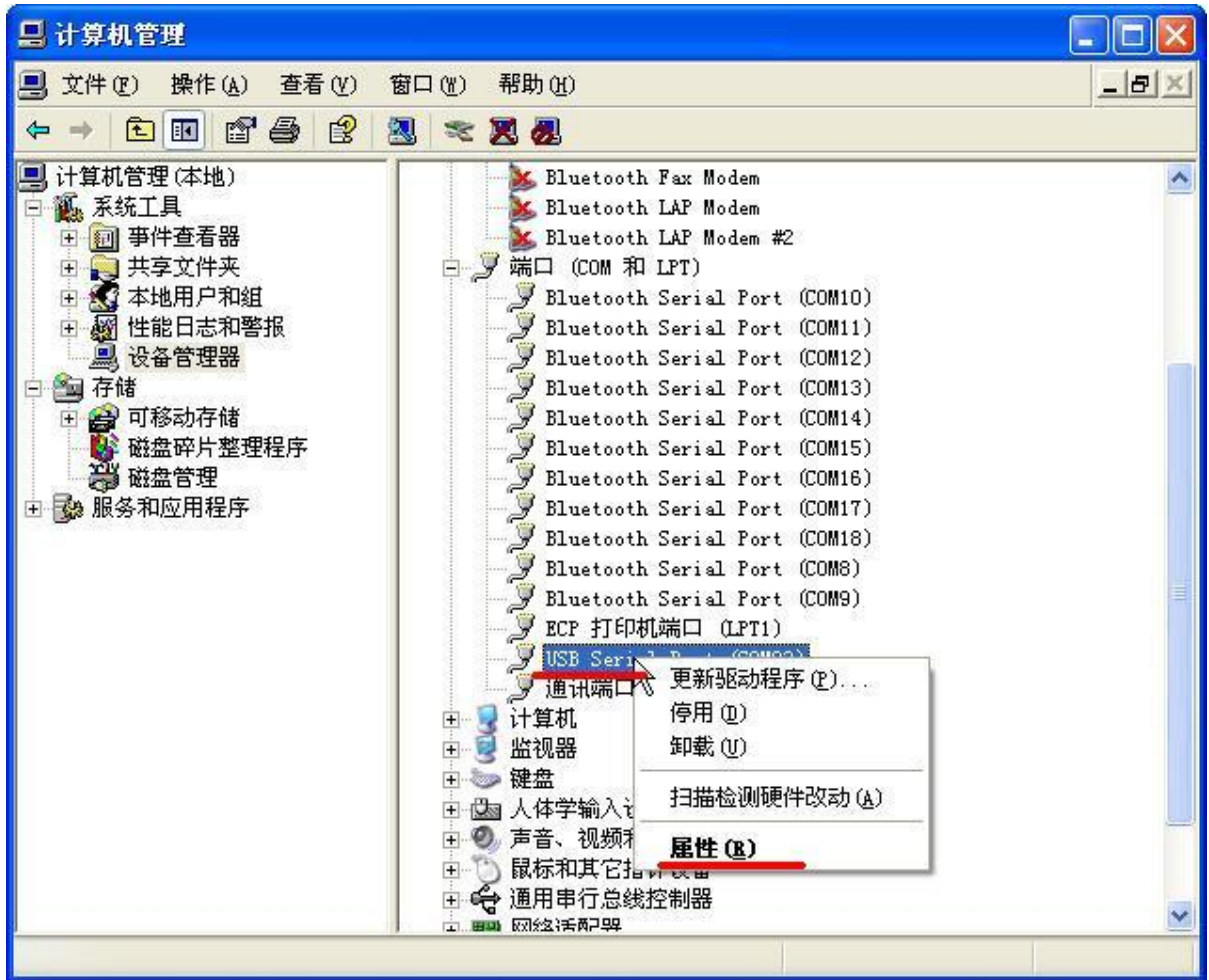 计算机管理
文件(F) 操作(A) 查看(V) 窗口(W) 帮助(H)
计算机管理(本地)
系统工具
事件查看器
共享文件夹
本地用户和组
性能日志和警报
设备管理器
存储
可移动存储
磁盘碎片整理程序
磁盘管理
服务和应用程序
Bluetooth Fax Modem
Bluetooth LAP Modem
Bluetooth LAP Modem #2
端口 (COM 和 LPT)
Bluetooth Serial Port (COM10)
Bluetooth Serial Port (COM11)
Bluetooth Serial Port (COM12)
Bluetooth Serial Port (COM13)
Bluetooth Serial Port (COM14)
Bluetooth Serial Port (COM15)
Bluetooth Serial Port (COM16)
Bluetooth Serial Port (COM17)
Bluetooth Serial Port (COM18)
Bluetooth Serial Port (COM8)
Bluetooth Serial Port (COM9)
ECP 打印机端口 (LPT1)
USB Serial Port
通讯端口
计算机
监视器
键盘
人体学输入
声音、视频
鼠标和其它指针设备
通用串行总线控制器
网络适配器
更新驱动程序(P)...
停用(D)
卸载(U)
扫描检测硬件改动(A)
属性(R)